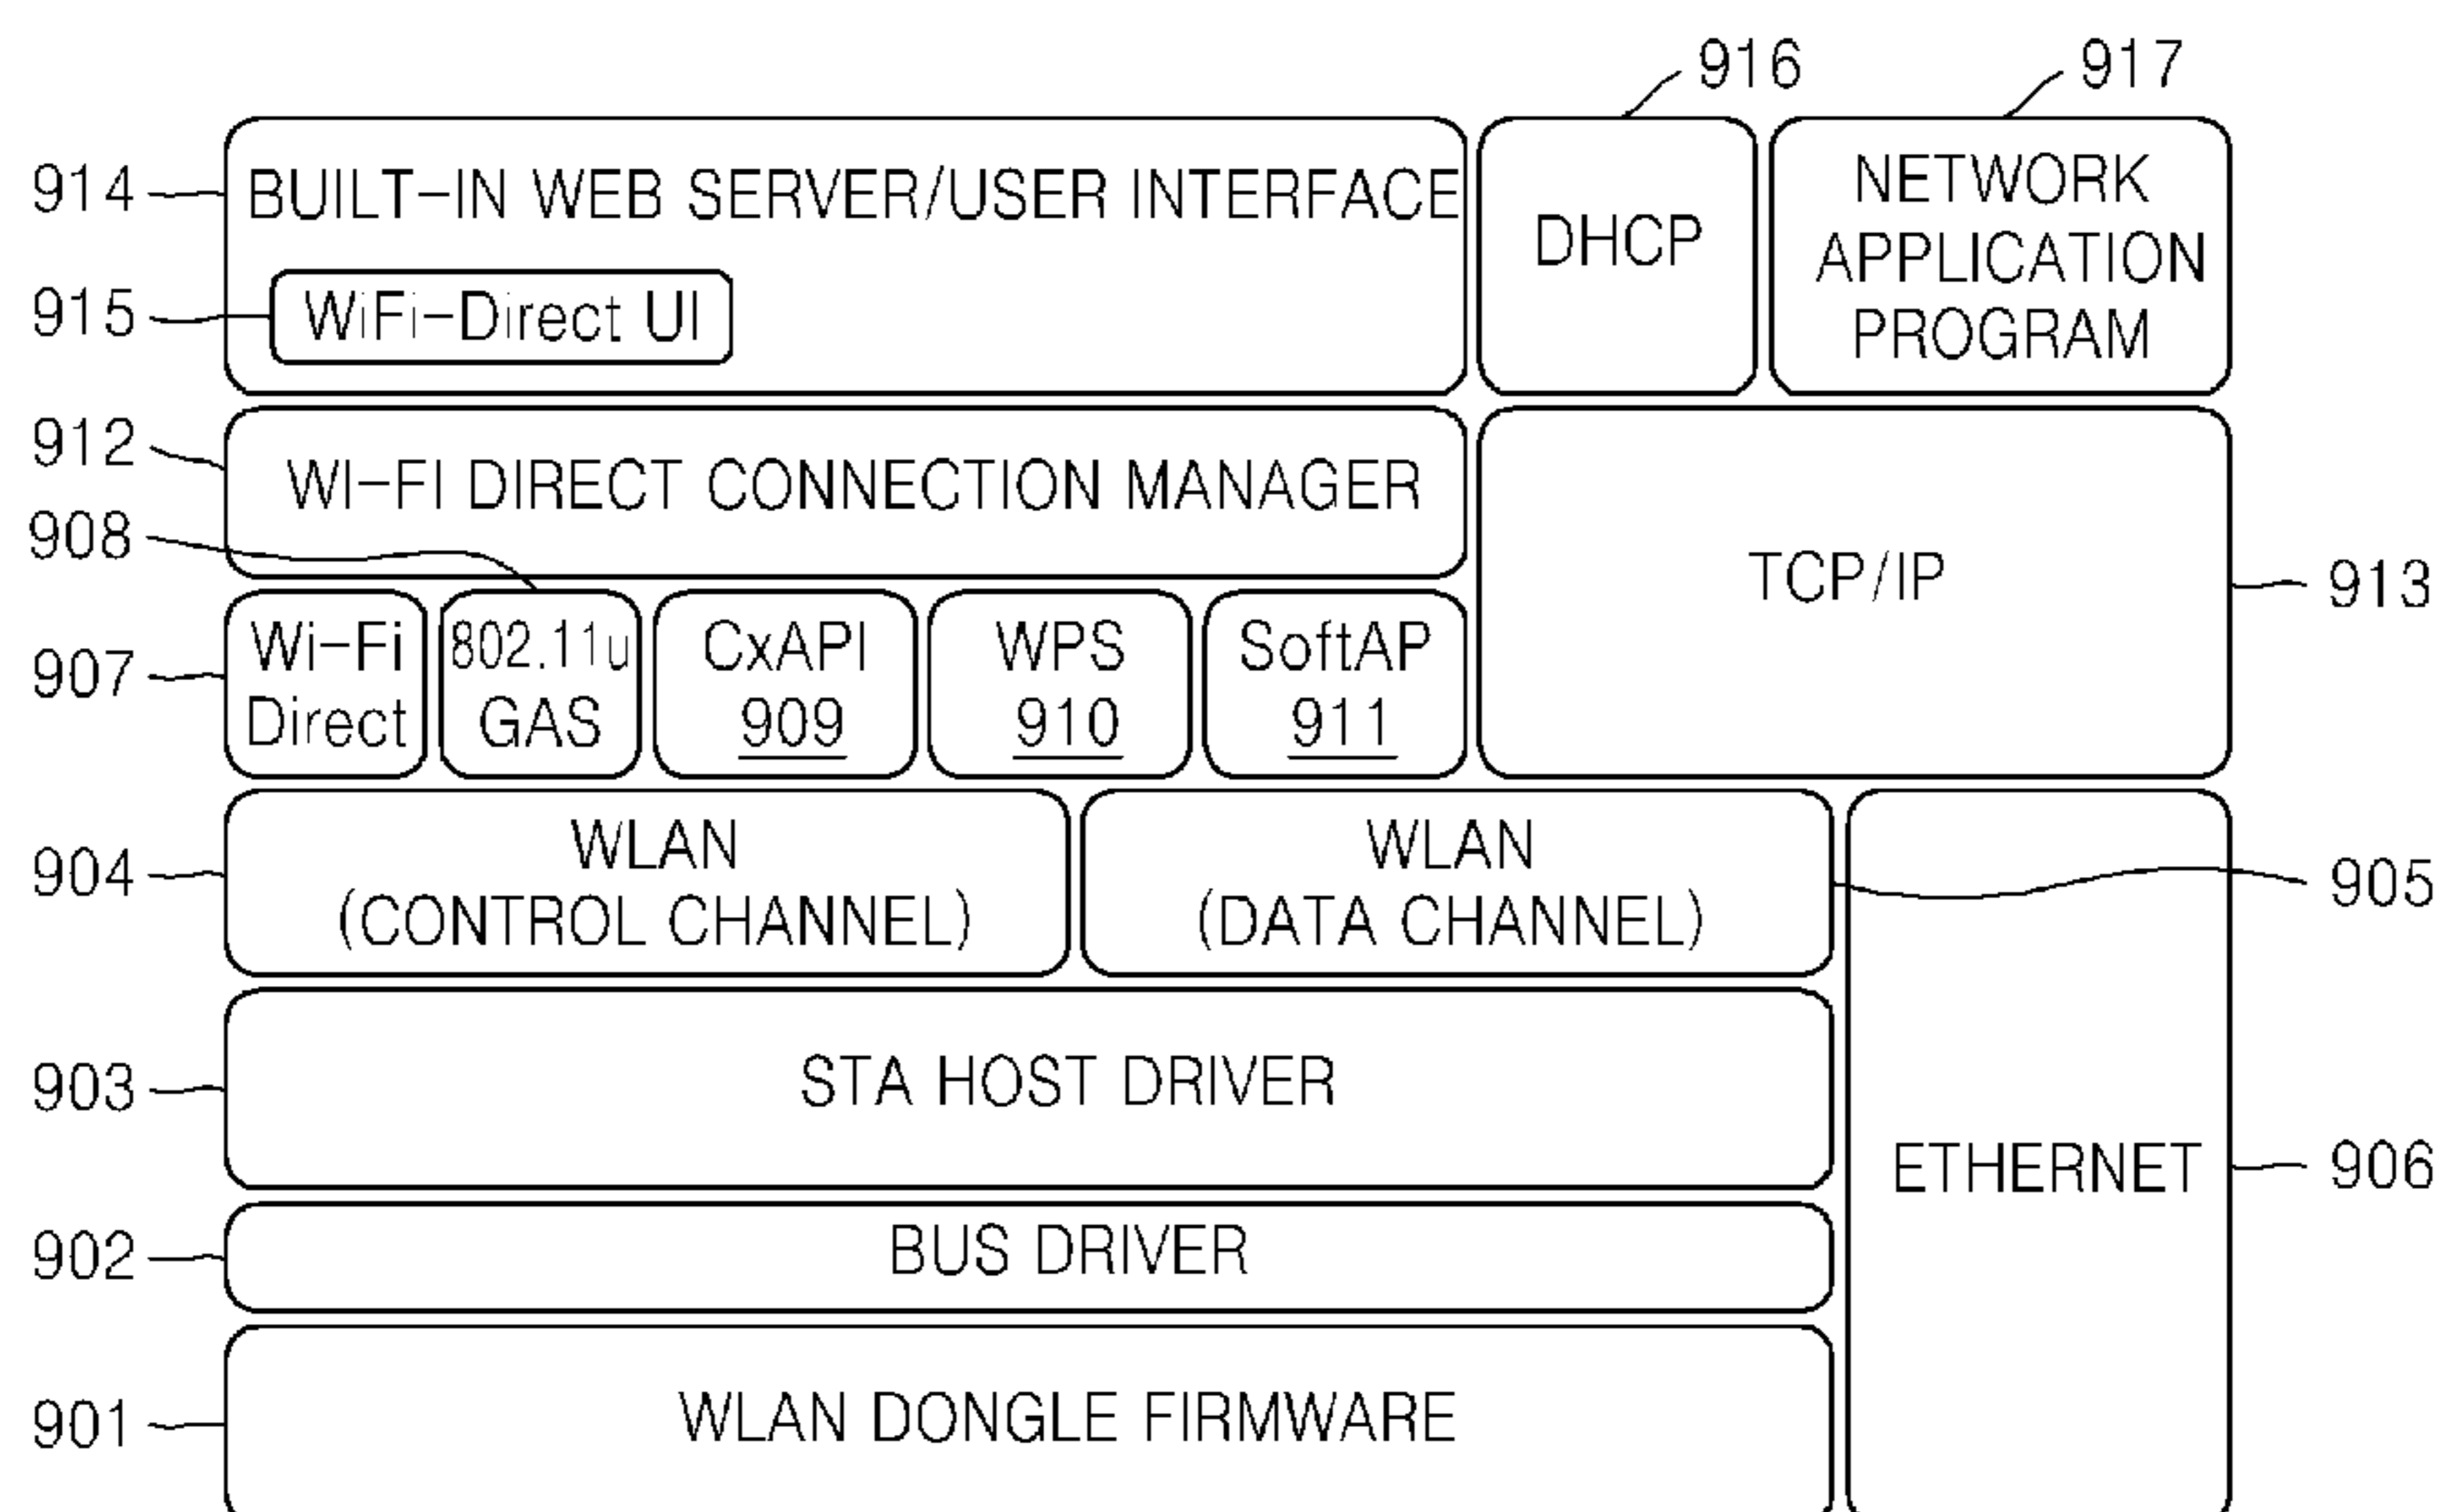 916
917
914
BUILT-IN WEB SERVER/USER INTERFACE
DHCP
NETWORK
APPLICATION
PROGRAM
915
WiFi-Direct UI
912
WI-FI DIRECT CONNECTION MANAGER
908
TCP/IP
913
907
Wi-Fi
Direct
802.11u
GAS
CxAPI
909
WPS
910
SoftAP
911
904
WLAN
(CONTROL CHANNEL)
WLAN
(DATA CHANNEL)
905
903
STA HOST DRIVER
ETHERNET
906
902
BUS DRIVER
901
WLAN DONGLE FIRMWARE